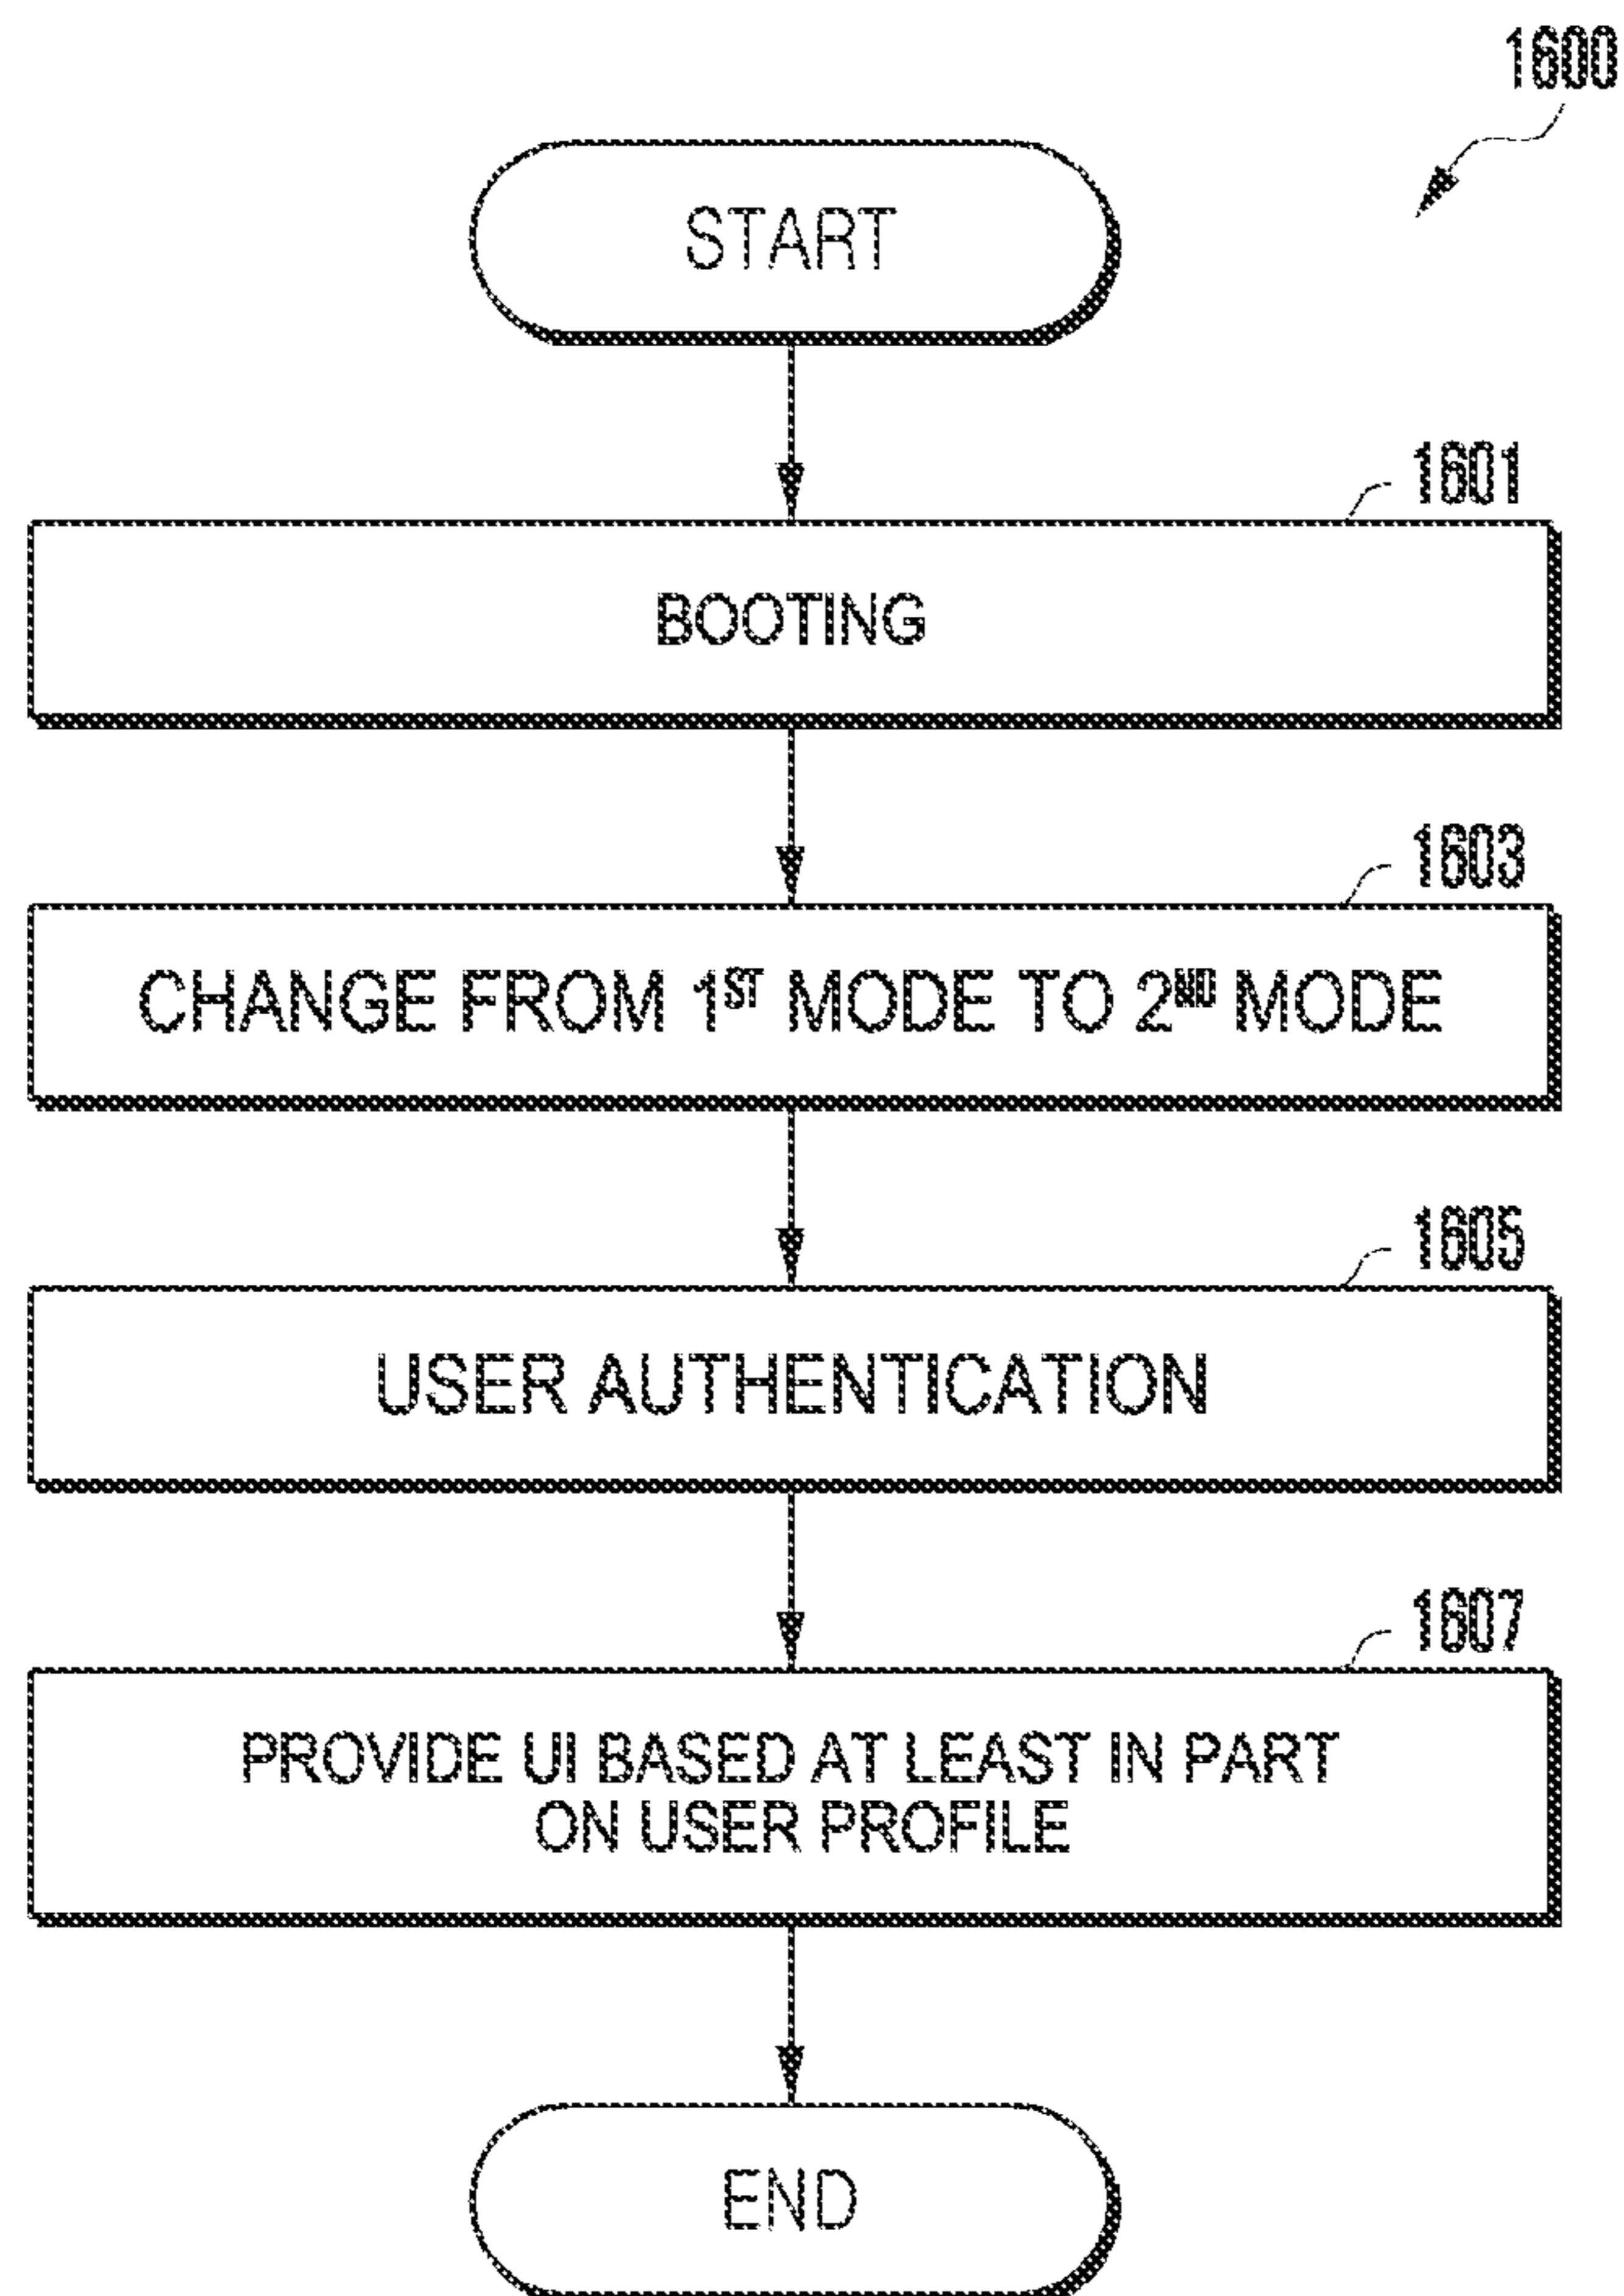 1600
START
1601
BOOTING
1603
CHANGE FROM 1ST MODE TO 2ND MODE
1605
USER AUTHENTICATION
1607
PROVIDE UI BASED AT LEAST IN PART
ON USER PROFILE
END